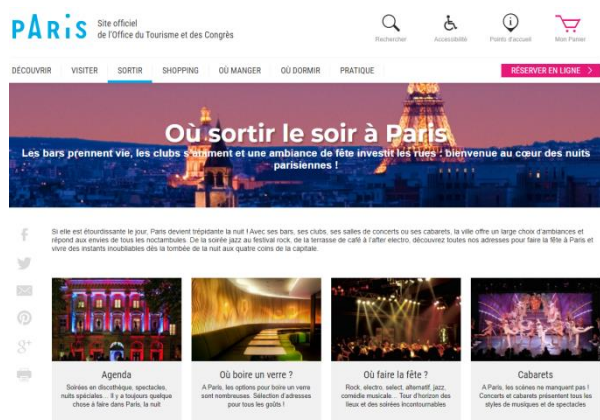 PARIS
Site officiel
de l'Office du Tourisme et des Congrès
Rechercher
Accessibilité
Points d'accueil
Mon Panier
DÉCOUVRIR VISITER SORTIR SHOPPING OÙ MANGER OÙ DORMIR PRATIQUE RÉSERVER EN LIGNE >
Où sortir le soir à Paris
Les bars prennent vie, les clubs s'animent et une ambiance de fête investit les rues : bienvenue au cœur des nuits
parisiennes !
Si elle est étourdissante le jour, Paris devient trépidante la nuit ! Avec ses bars, ses clubs, ses salles de concerts ou ses cabarets, la ville offre un large choix d'ambiances et
répond aux envies de tous les noctambules. De la soirée jazz au festival rock, de la terrasse de café à l'after electro, découvrez toutes nos adresses pour faire la fête à Paris et
vivre des instants inoubliables dès la tombée de la nuit aux quatre coins de la capitale.
Agenda
Soirées en discothèque, spectacles,
nuits spéciales... Il y a toujours quelque
chose à faire dans Paris, la nuit
Où boire un verre ?
A Paris, les options pour boire un verre
sont nombreuses. Sélection d'adresses
pour tous les goûts !
Où faire la fête ?
Rock, electro, select, alternatif, jazz,
comédie musicale... Tour d'horizon des
lieux et des soirées incontournables
Cabarets
A Paris, les scènes ne manquent pas !
Concerts et cabarets présentent tous les
styles de musiques et de spectacles